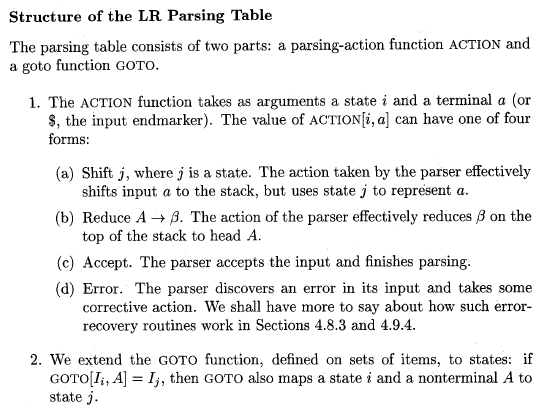 Structure of the LR Parsing Table
The parsing table consists of two parts: a parsing-action function ACTION and
a goto function GOTO.
1. The ACTION function takes as arguments a state i and a terminal a (or
$, the input endmarker). The value of ACTION[i, a] can have one of four
forms:
(a) Shift j, where j is a state. The action taken by the parser effectively
shifts input a to the stack, but uses state j to represent a.
(b) Reduce A → β. The action of the parser effectively reduces β on the
top of the stack to head A.
(c) Accept. The parser accepts the input and finishes parsing.
(d) Error. The parser discovers an error in its input and takes some
corrective action. We shall have more to say about how such error-
recovery routines work in Sections 4.8.3 and 4.9.4.
2. We extend the GOTO function, defined on sets of items, to states: if
GOTO[Iᵢ, A] = Iⱼ, then GOTO also maps a state i and a nonterminal A to
state j.